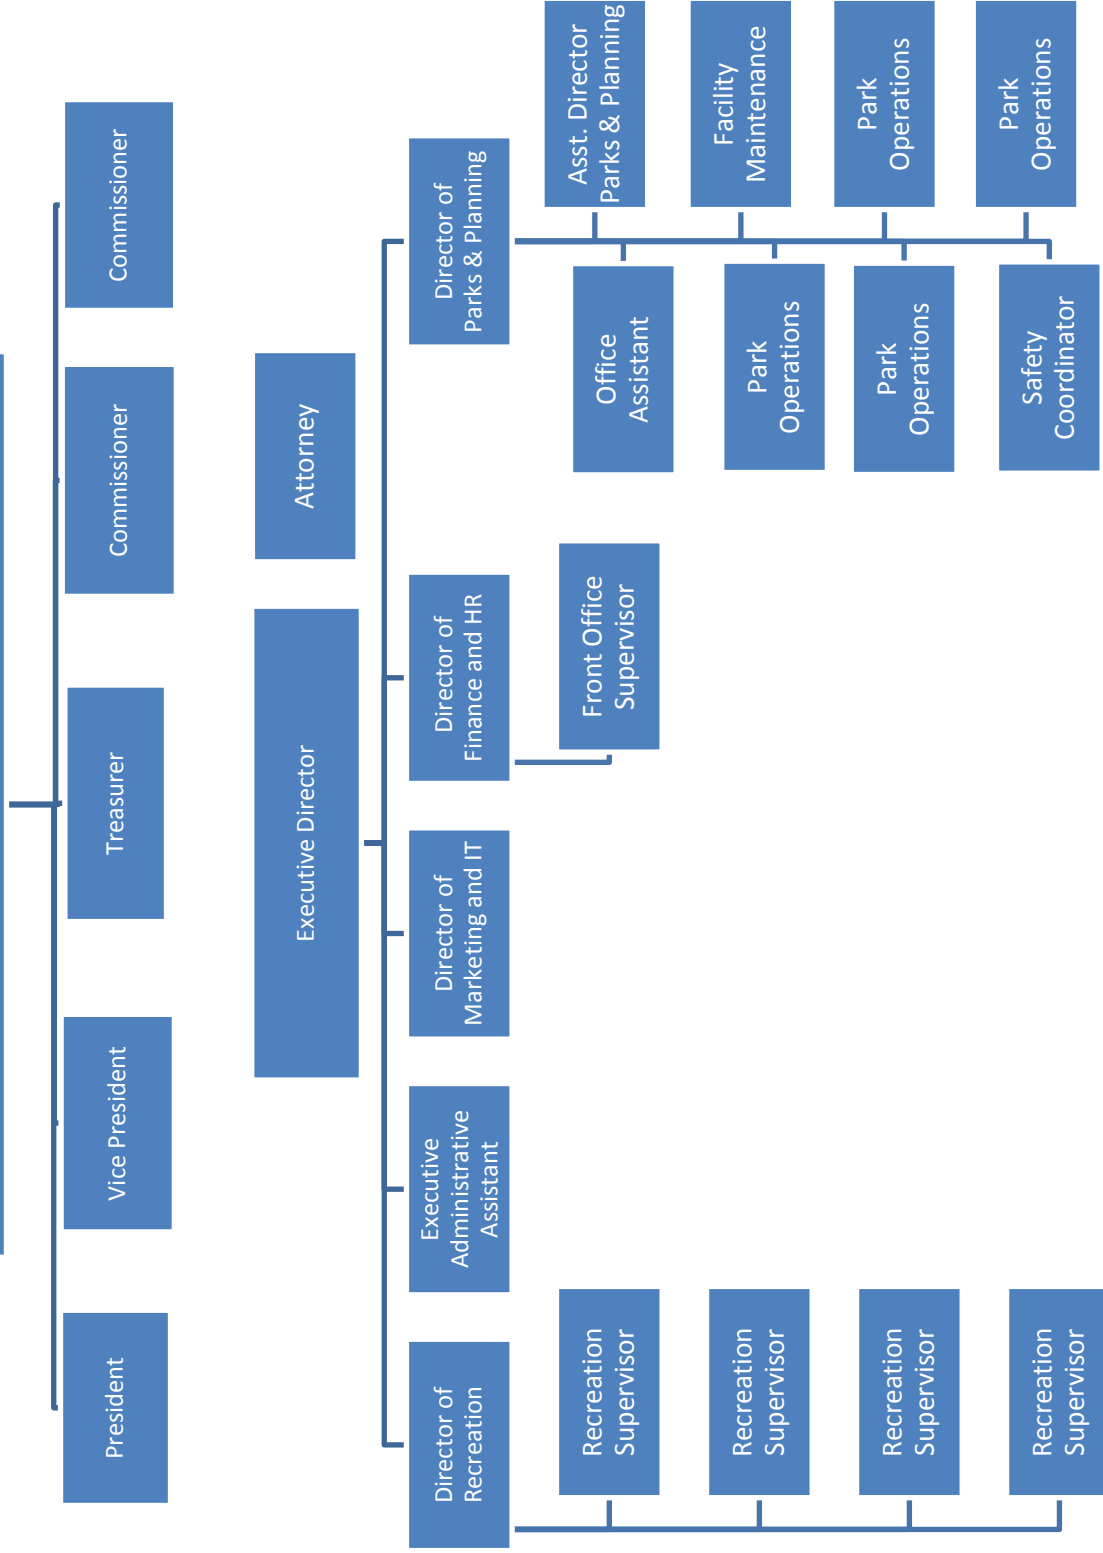 President
Vice President
Treasurer
Commissioner
Commissioner
Executive Director
Attorney
Director of
Recreation
Executive
Administrative
Assistant
Director of
Marketing and IT
Director of
Finance and HR
Director of
Parks & Planning
Recreation
Supervisor
Recreation
Supervisor
Recreation
Supervisor
Recreation
Supervisor
Front Office
Supervisor
Office
Assistant
Asst. Director
Parks & Planning
Park
Operations
Facility
Maintenance
Park
Operations
Park
Operations
Safety
Coordinator
Park
Operations